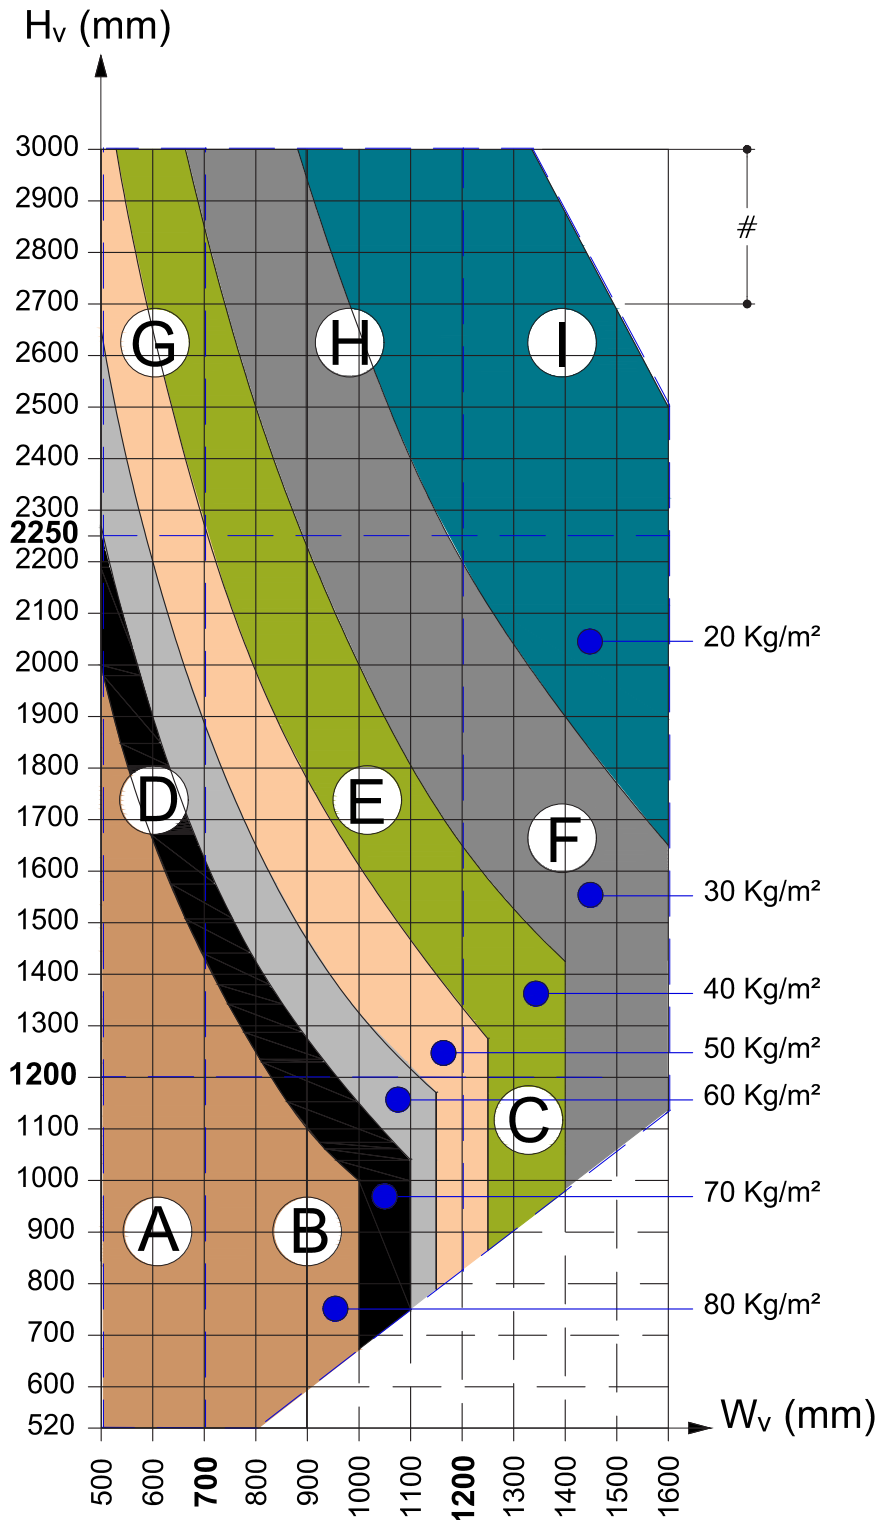 Hv (mm)
3000
2900
2800
#
2700
G H I
2600
2500
2400
2300
2250
2200
2100
20 Kg/m²
2000
1900
1800
D E
1700
F
1600
30 Kg/m²
1500
1400
40 Kg/m²
1300
50 Kg/m²
1200
60 Kg/m²
C
1100
1000
70 Kg/m²
A B
900
800
80 Kg/m²
700
600
520
Wv (mm)
500 600 700 800 900 1000 1100 1200 1300 1400 1500 1600